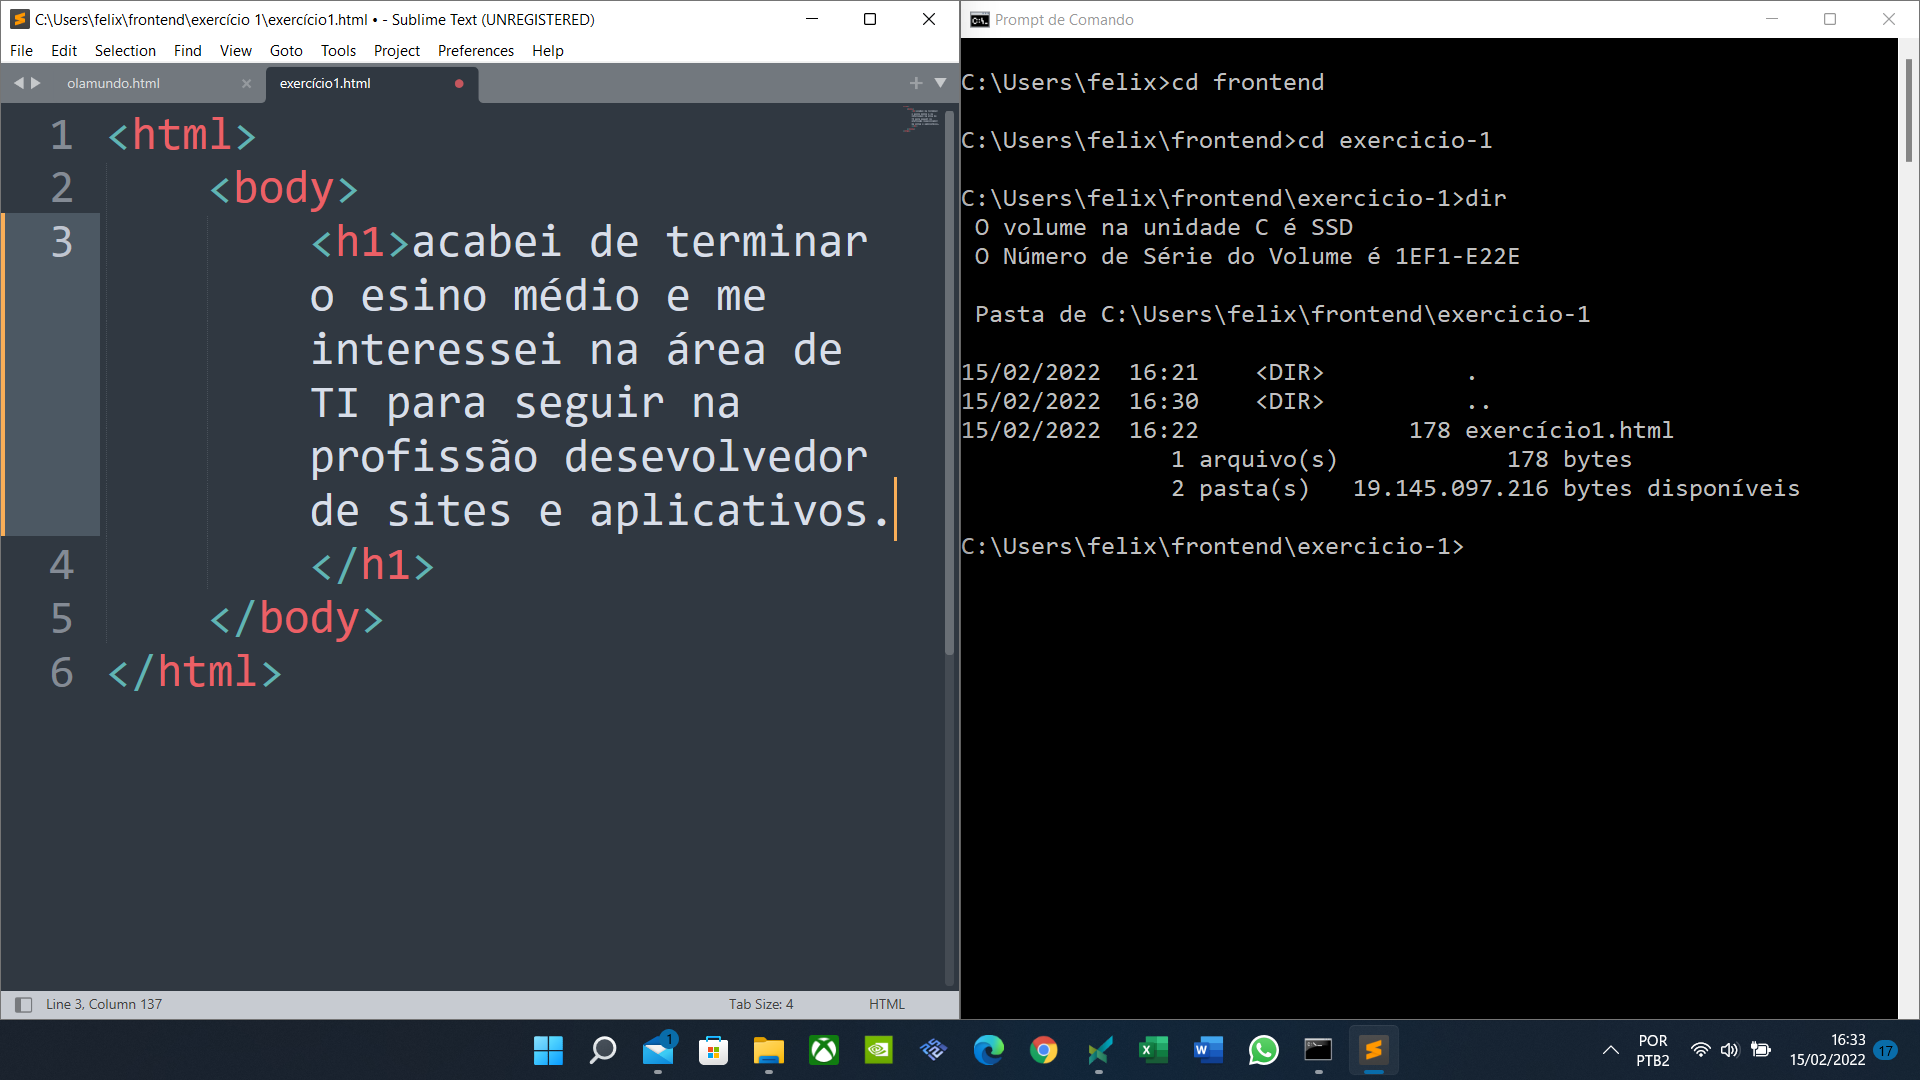 C:\Users\felix\frontend\exercício 1\exercício1.html • - Sublime Text (UNREGISTERED)
File Edit Selection Find View Goto Tools Project Preferences Help
olamundo.html
exercício1.html
1 <html>
2 <body>
3 <h1>acabei de terminar
o esino médio e me
interessei na área de
TI para seguir na
profissão desevolvedor
de sites e aplicativos.
4 </h1>
5 </body>
6 </html>
Line 3, Column 137
Tab Size: 4
HTML
Prompt de Comando
C:\Users\felix>cd frontend
C:\Users\felix\frontend>cd exercicio-1
C:\Users\felix\frontend\exercicio-1>dir
O volume na unidade C é SSD
O Número de Série do Volume é 1EF1-E22E
Pasta de C:\Users\felix\frontend\exercicio-1
15/02/2022 16:21 <DIR> .
15/02/2022 16:30 <DIR> ..
15/02/2022 16:22 178 exercício1.html
1 arquivo(s) 178 bytes
2 pasta(s) 19.145.097.216 bytes disponíveis
C:\Users\felix\frontend\exercicio-1>
1
POR
PTB2
16:33
15/02/2022
17